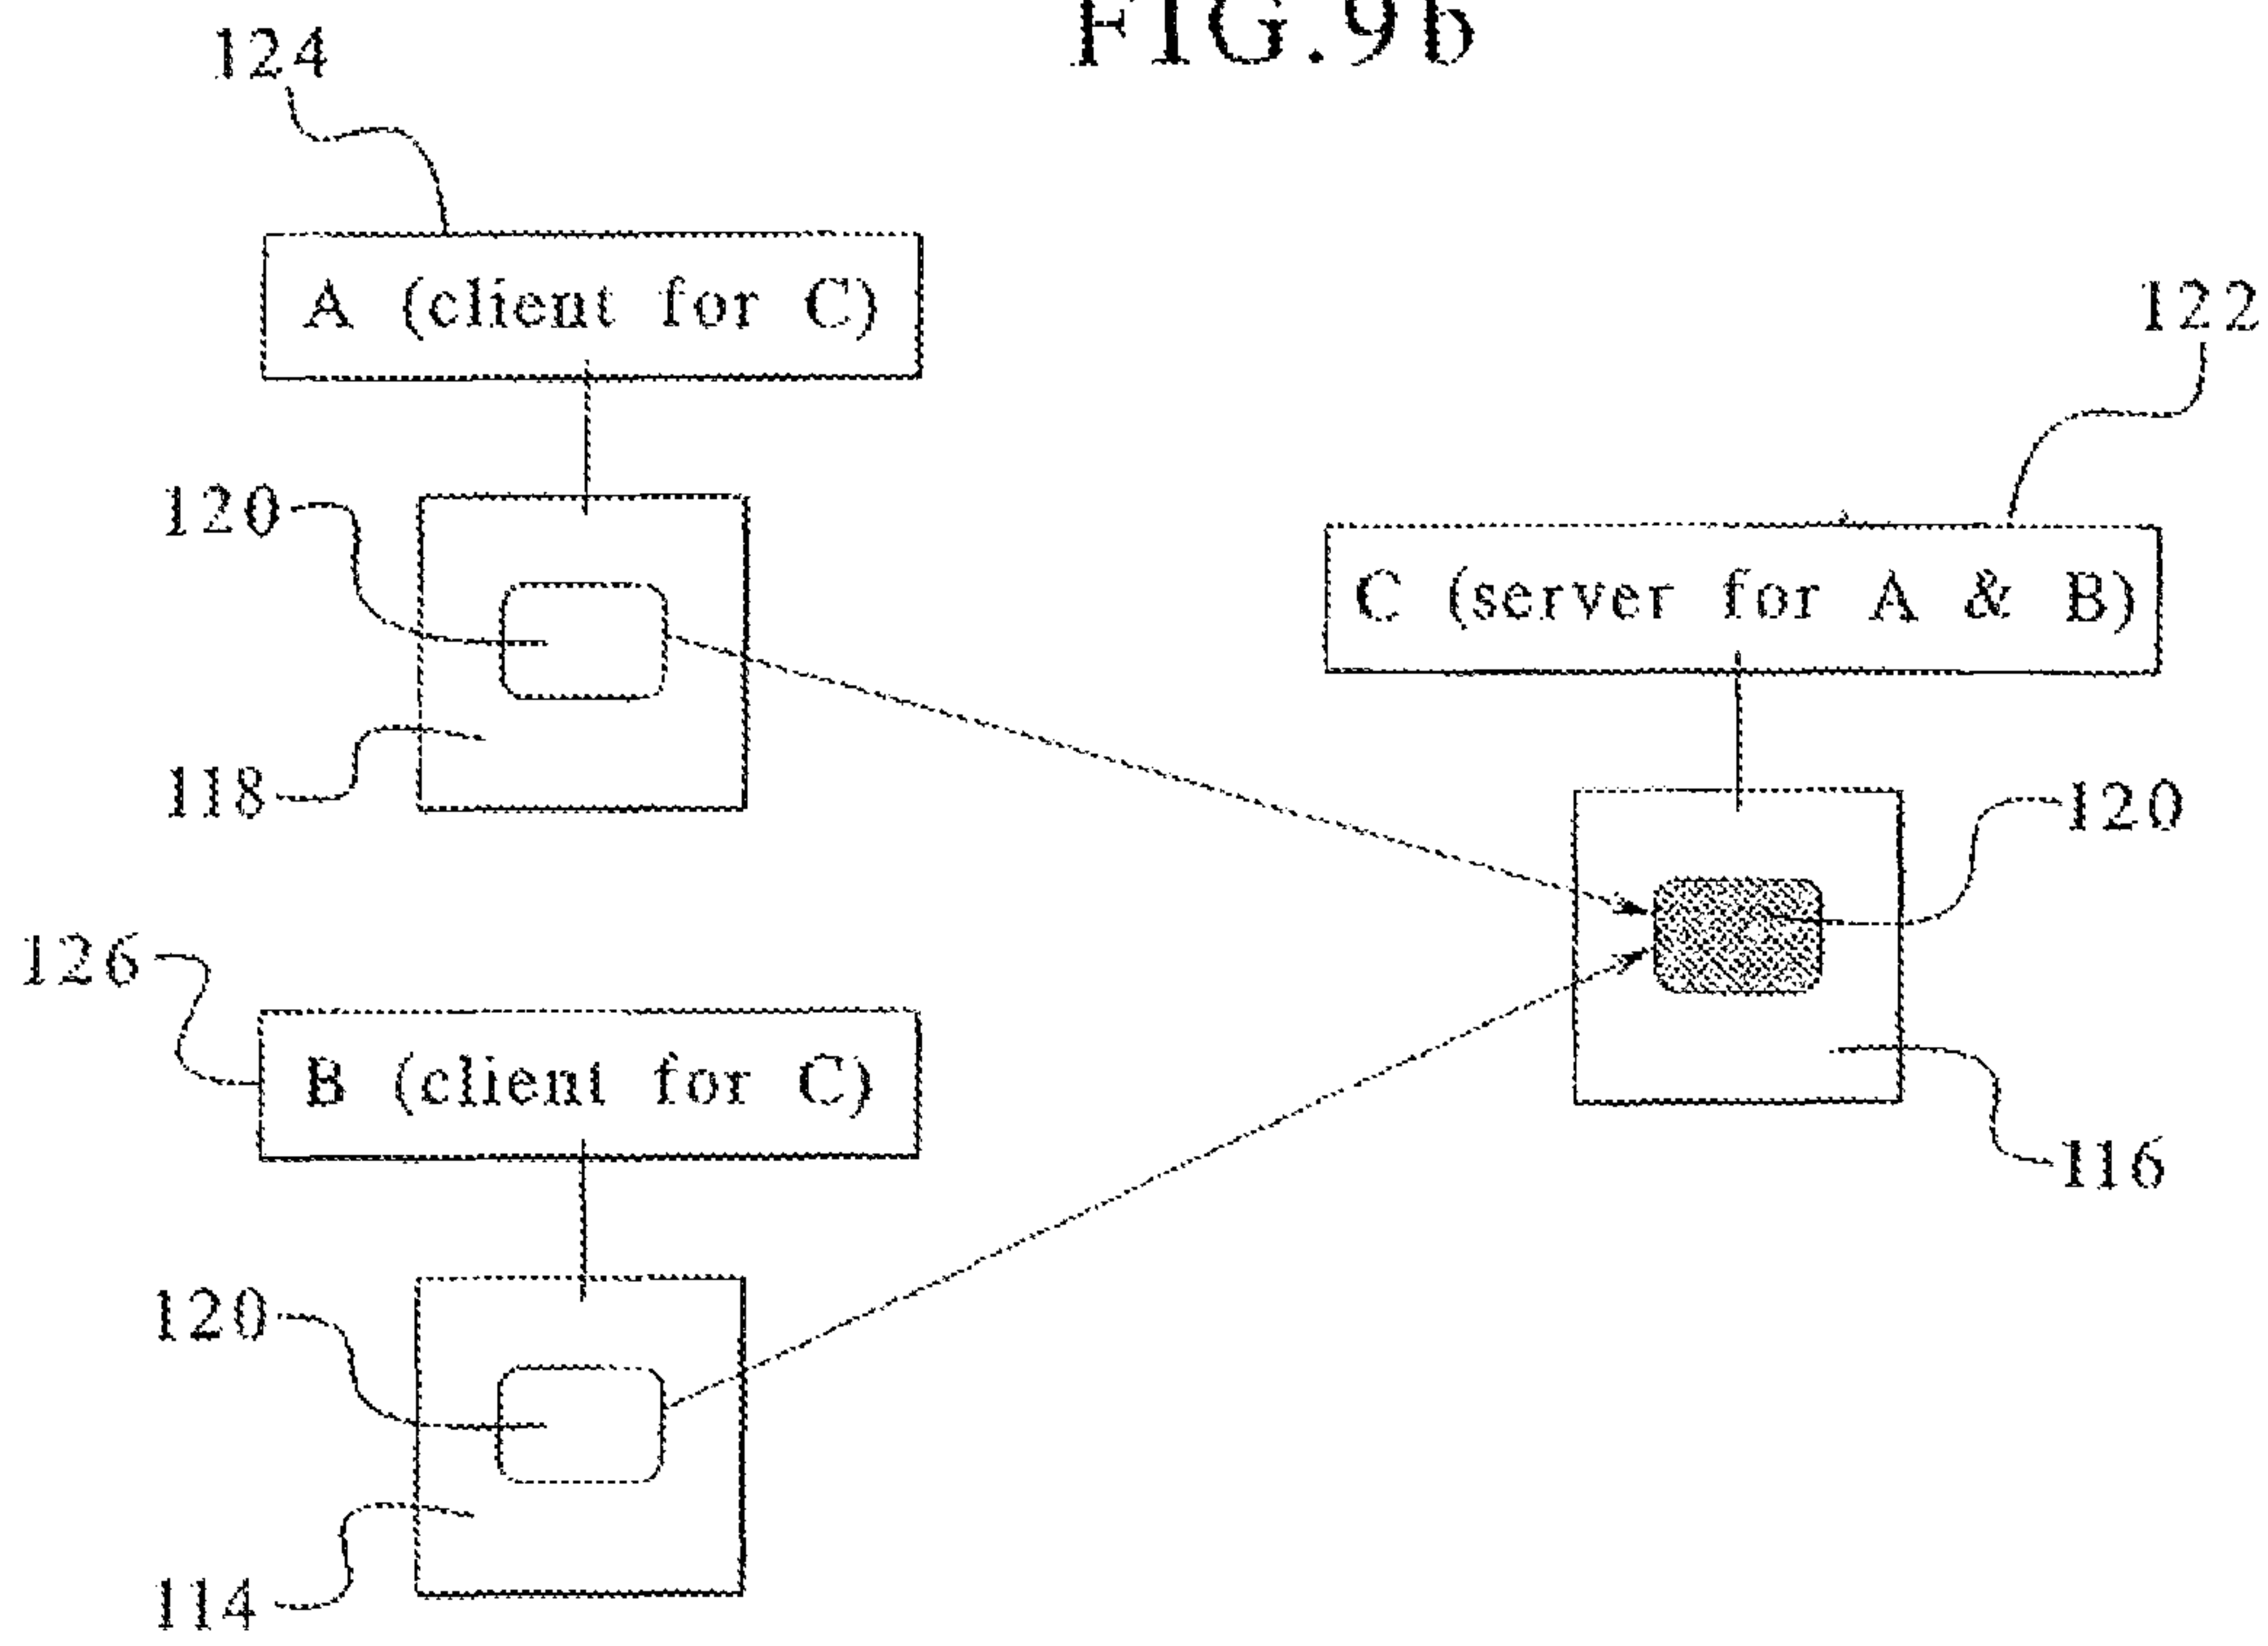 FIG.9b
124
A (client for C)
122
120
C (server for A & B)
118
120
126
B (client for C)
116
120
114